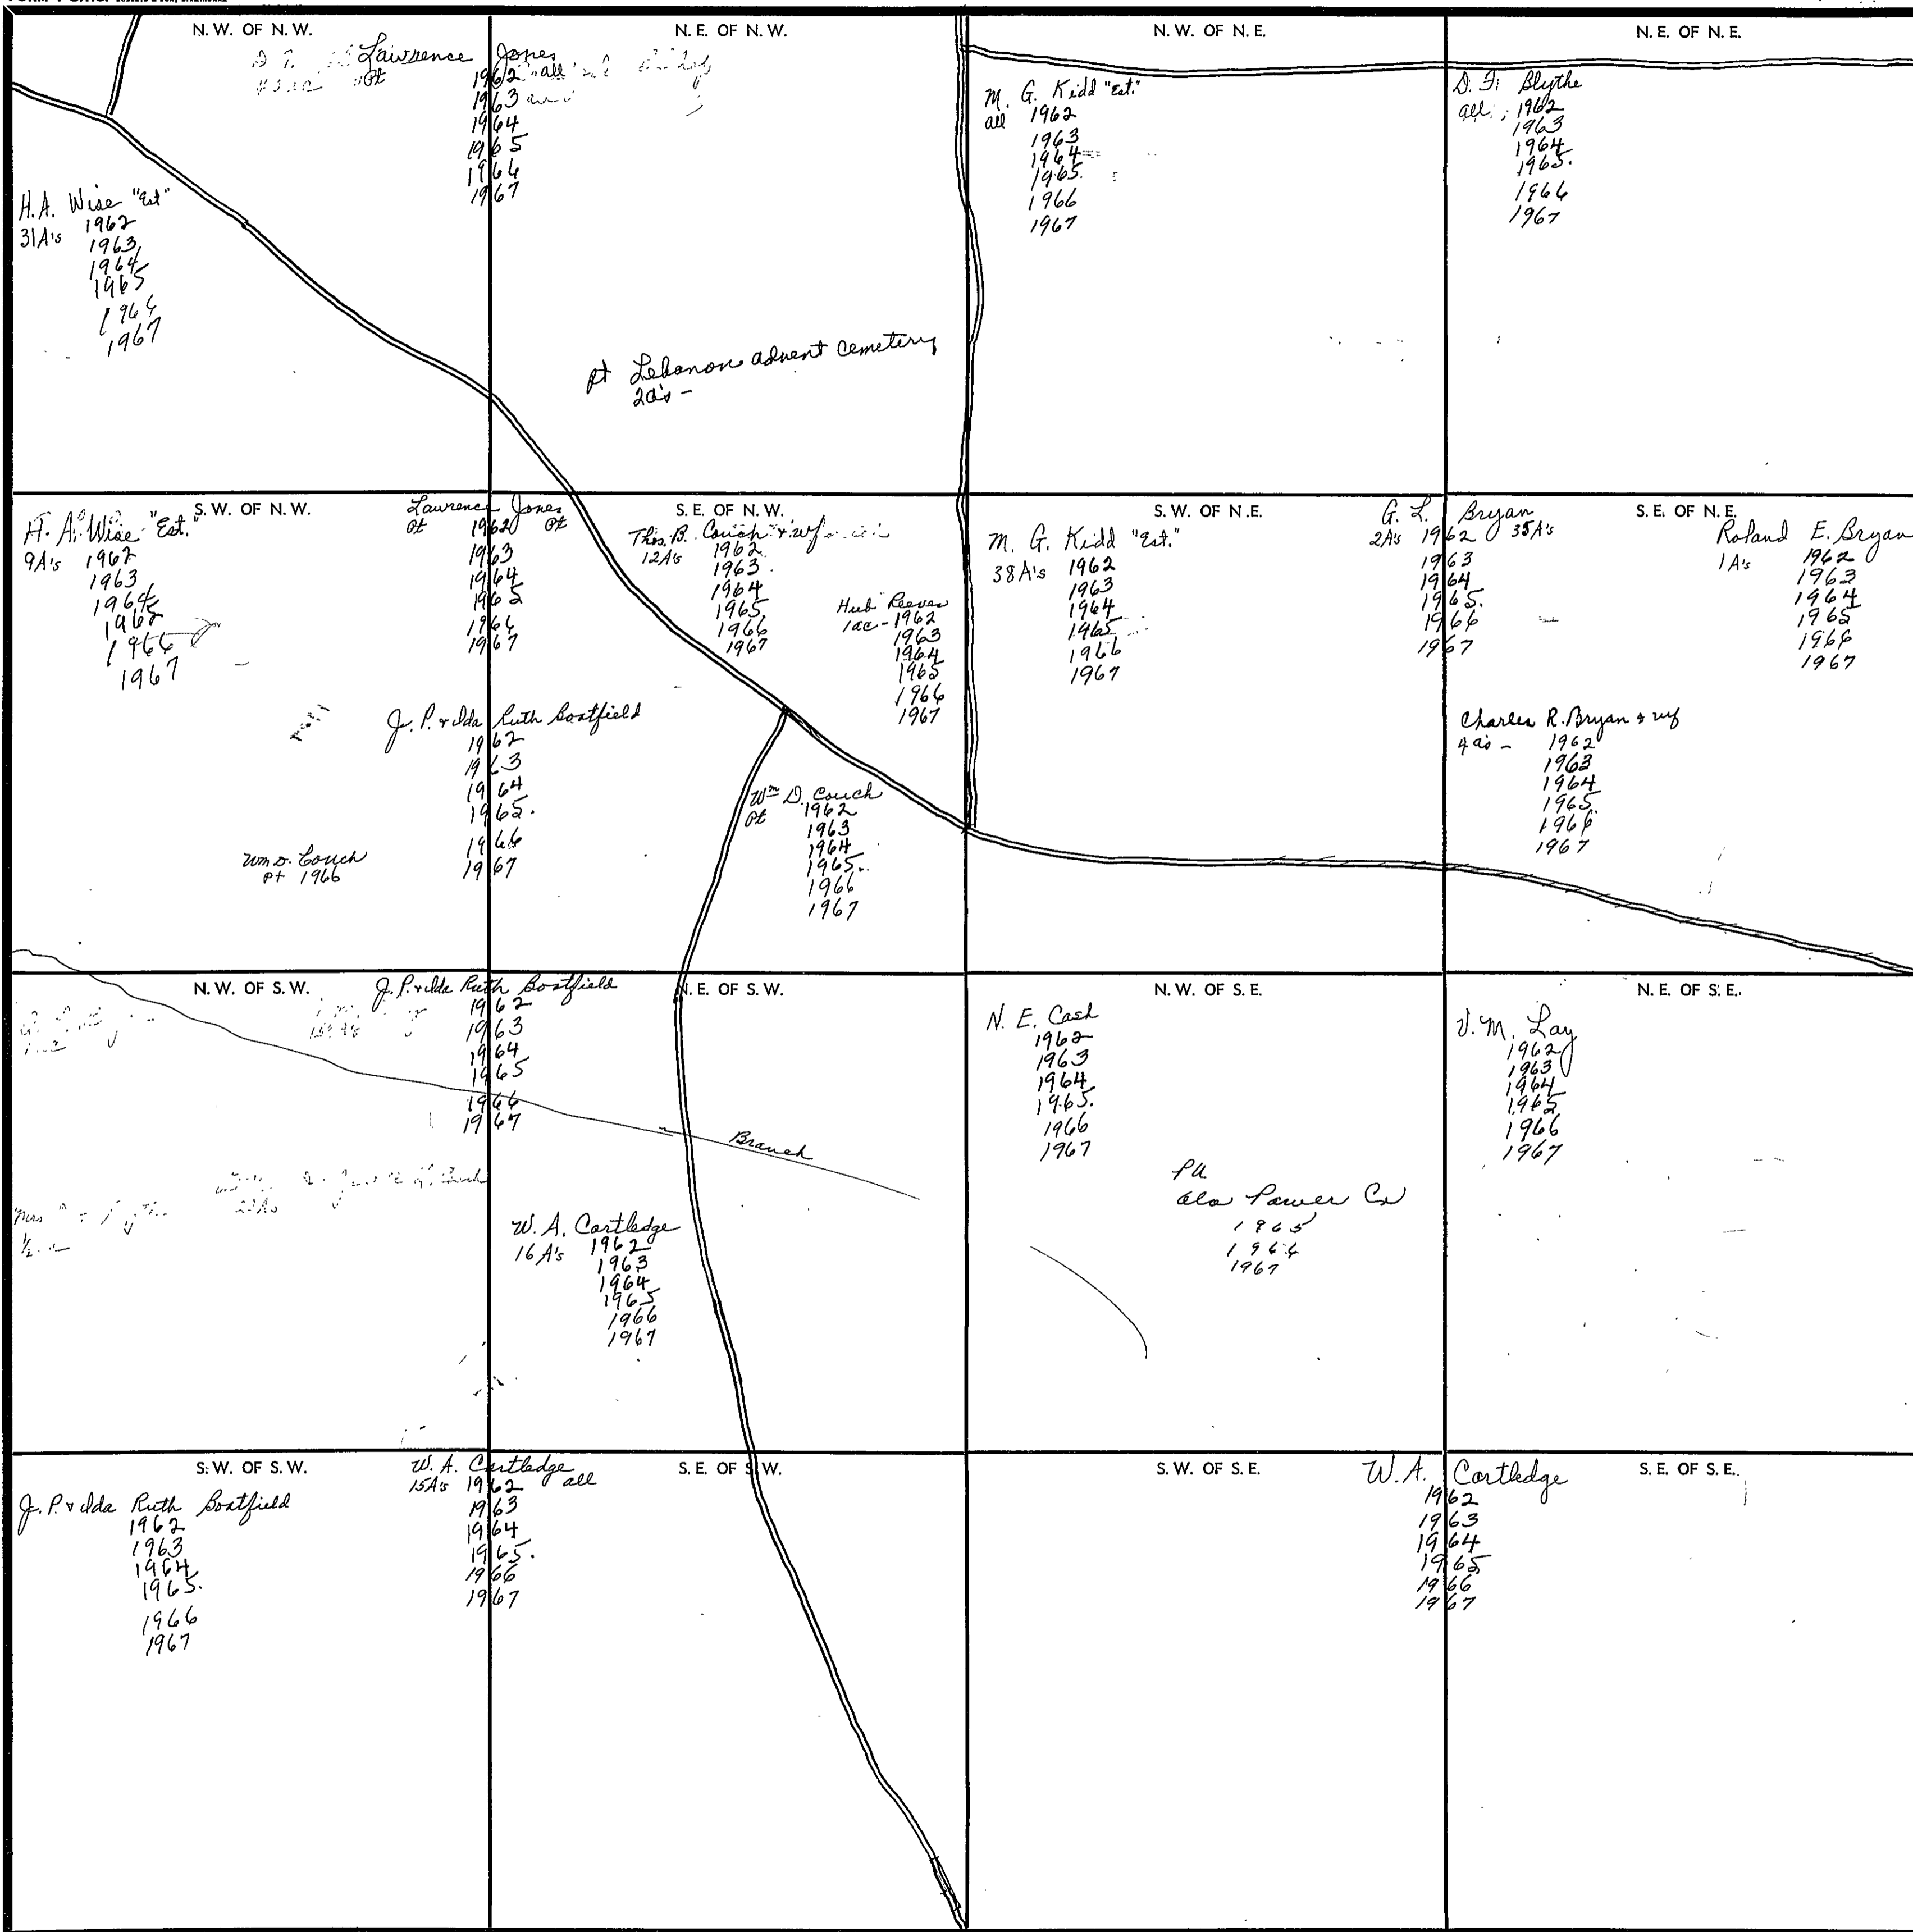 N. W. OF N. W.
Lawrence Jones
Pt 1962 all
1963
1964
1965
1966
1967
H.A. Wise "Est"
31A's 1962
1963
1964
1965
1966
1967
N. E. OF N. W.
pt Lebanon advent cemetery
2a's -
N. W. OF N. E.
M. G. Kidd "Est."
all 1962
1963
1964
1965.
1966
1967
N. E. OF N. E.
all 1962
Blythe
1963
1964
1965.
1966
1967
S. W. OF N. W.
H. A. Wise "Est."
9A's 1962
1963
1964
1965
1966
1967
Lawrence Jones
Pt 1962 Pt
1963
1964
1965
1966
1967
J. P. & Ida Ruth Boatfield
1962
1963
1964
1965.
1966
1967
Wm D. Couch
Pt 1966
S. E. OF N. W.
Thos. B. Couch & wf
12A's 1962
1963
1964
1965
1966
1967
Hub Reeves
1ac - 1962
1963
1964
1965
1966
1967
Wm D. Couch
Pt 1962
1963
1964
1965
1966
1967
S. W. OF N. E.
M. G. Kidd "Est."
38A's 1962
1963
1964
1965
1966
1967
G. L. Bryan
2A's 1962 35A's
1963
1964
1965.
1966
1967
S. E. OF N. E.
Roland E. Bryan
1A's 1962
1963
1964
1965
1966
1967
Charles R. Bryan & wf
4a's - 1962
1963
1964
1965.
1966
1967
N. W. OF S. W.
J. P. & Ida Ruth Boatfield
1962
1963
1964
1965
1966
1967
N. E. OF S. W.
Branch
W. A. Cartledge
16A's 1962
1963
1964
1965
1966
1967
N. W. OF S. E.
N. E. Cash
1962
1963
1964
1965.
1966
1967
Ala Power Co
1965
1966
1967
N. E. OF S. E.
V. M. Lay
1962
1963
1964
1965
1966
1967
S. W. OF S. W.
J. P. & Ida Ruth Boatfield
1962
1963
1964
1965.
1966
1967
W. A. Cartledge
15A's 1962 all
1963
1964
1965.
1966
1967
S. E. OF S. W.
S. W. OF S. E.
W. A. Cartledge
1962
1963
1964
1965
1966
1967
S. E. OF S. E.